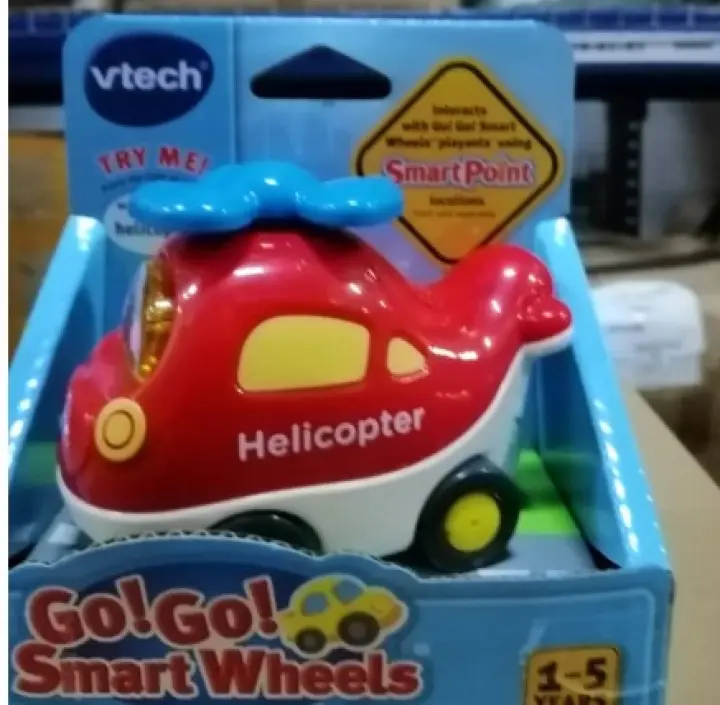 vtech
TRY ME!
Interacts
with Go! Go! Smart
Wheels playsets using
SmartPoint
locations
Helicopter
Go! Go!
Smart Wheels
1-5
YEARS